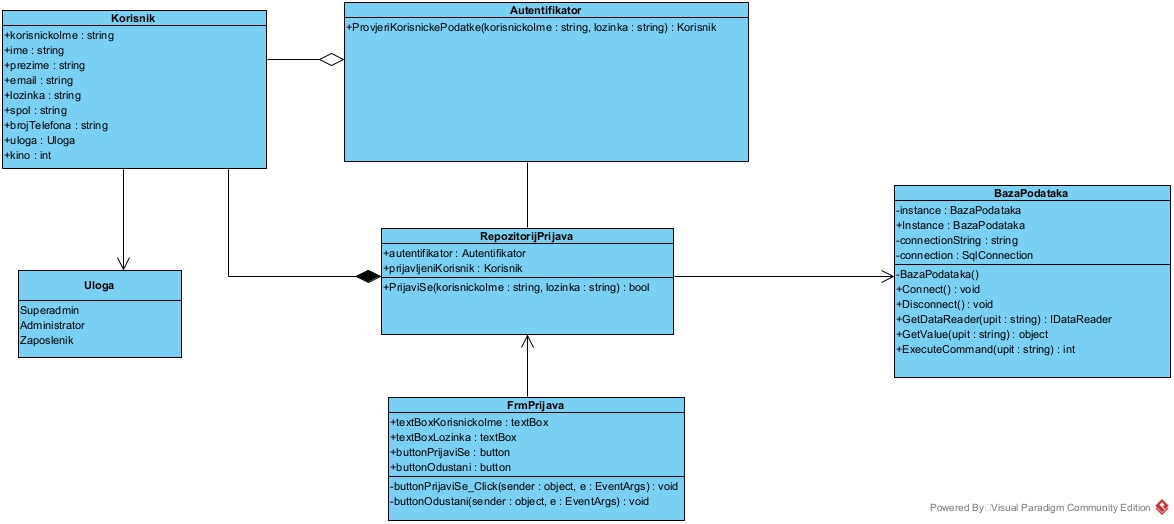 Korisnik
+korisnickoIme : string
+ime : string
+prezime : string
+email : string
+lozinka : string
+spol : string
+brojTelefona : string
+uloga : Uloga
+kino : int
Autentifikator
+ProvjeriKorisnickePodatke(korisnickoIme : string, lozinka : string) : Korisnik
BazaPodataka
-instance : BazaPodataka
+Instance : BazaPodataka
-connectionString : string
-connection : SqlConnection
-BazaPodataka()
+Connect() : void
+Disconnect() : void
+GetDataReader(upit : string) : IDataReader
+GetValue(upit : string) : object
+ExecuteCommand(upit : string) : int
RepozitorijPrijava
+autentifikator : Autentifikator
+prijavljeniKorisnik : Korisnik
+PrijaviSe(korisnickoIme : string, lozinka : string) : bool
Uloga
Superadmin
Administrator
Zaposlenik
FrmPrijava
+textBoxKorisnickoIme : textBox
+textBoxLozinka : textBox
+buttonPrijaviSe : button
+buttonOdustani : button
-buttonPrijaviSe_Click(sender : object, e : EventArgs) : void
-buttonOdustani(sender : object, e : EventArgs) : void
Powered By Visual Paradigm Community Edition